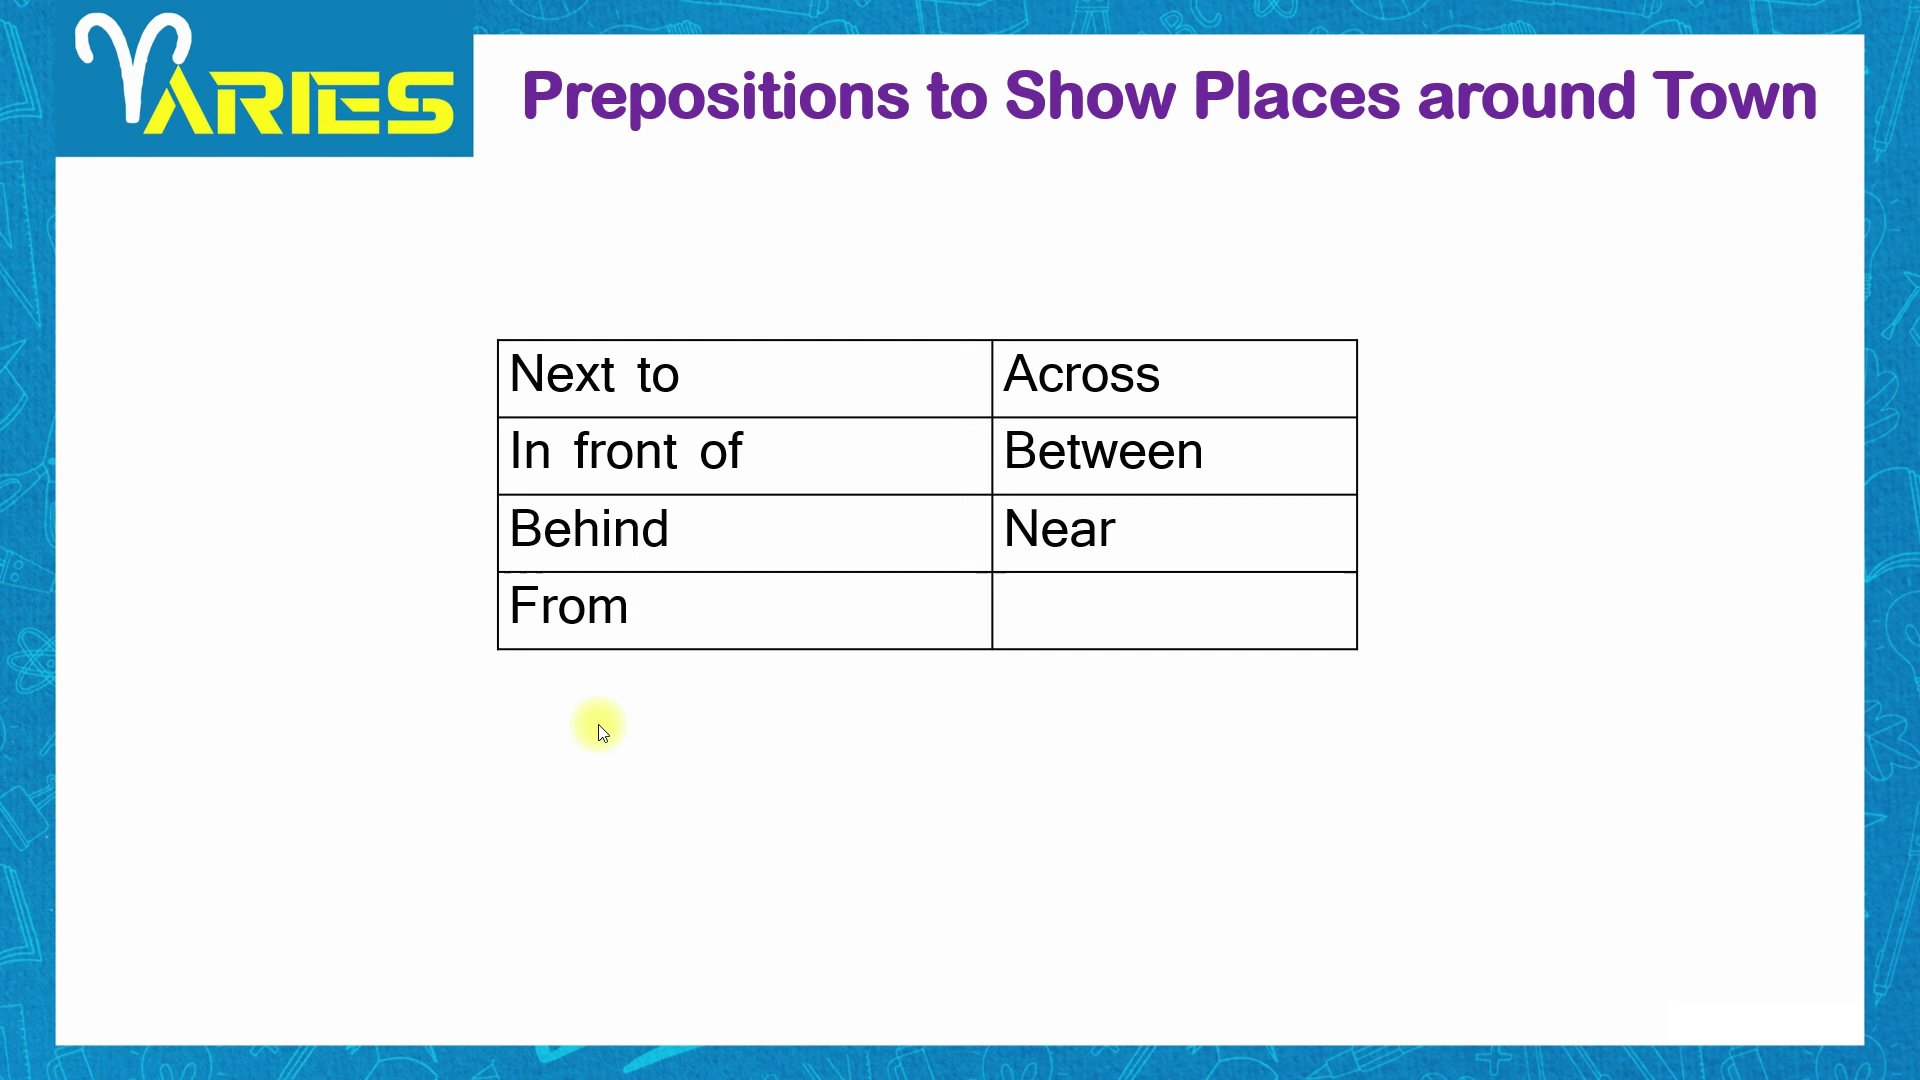 ARIES
Prepositions to Show Places around Town
Next to
Across
In front of
Between
Behind
Near
From